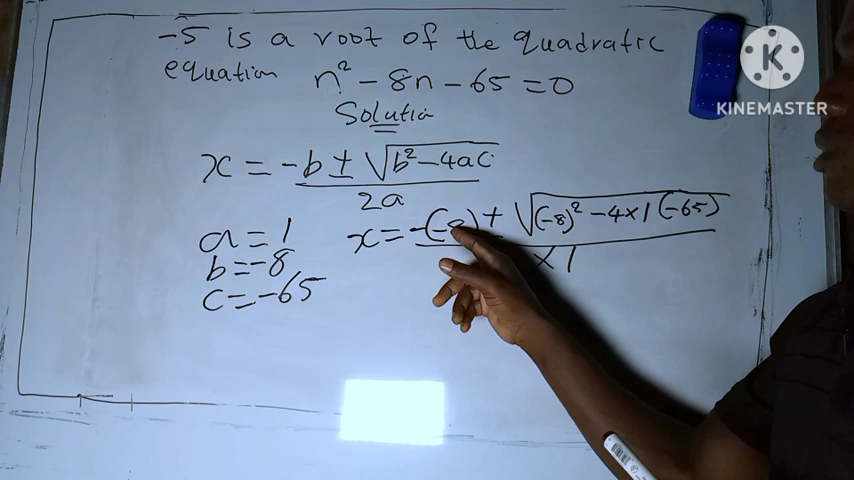 -5 is a root of the quadratic
equation n² - 8n - 65 = 0
Solution
x = -b ± √b² - 4ac
2a
a = 1
b = -8
c = -65
x = -(-8) ± √(-8)² - 4×1(-65)
× 1
K
KINEMASTER